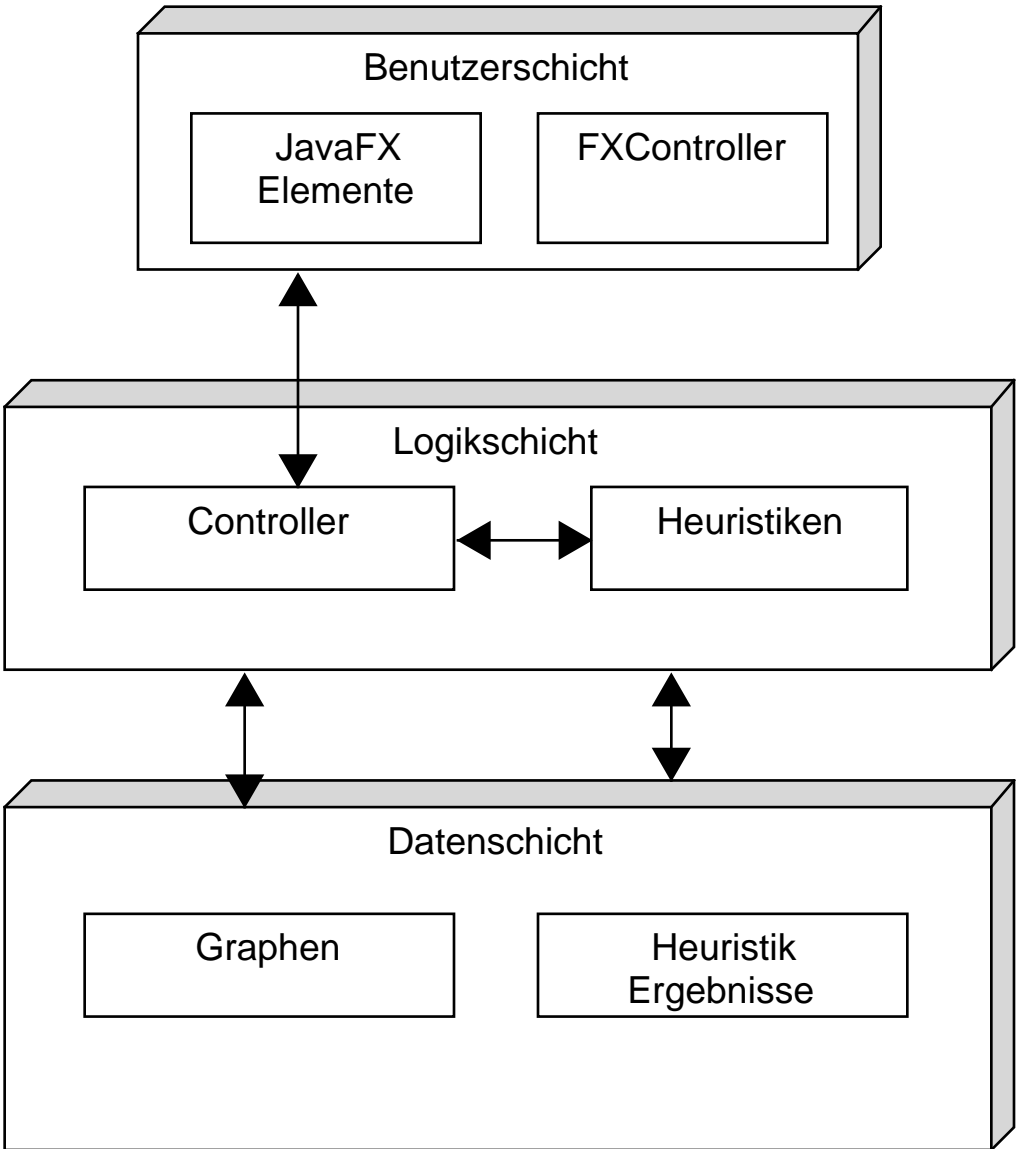 Benutzerschicht
JavaFX
Elemente
FXController
Logikschicht
Controller
Heuristiken
Datenschicht
Graphen
Heuristik
Ergebnisse